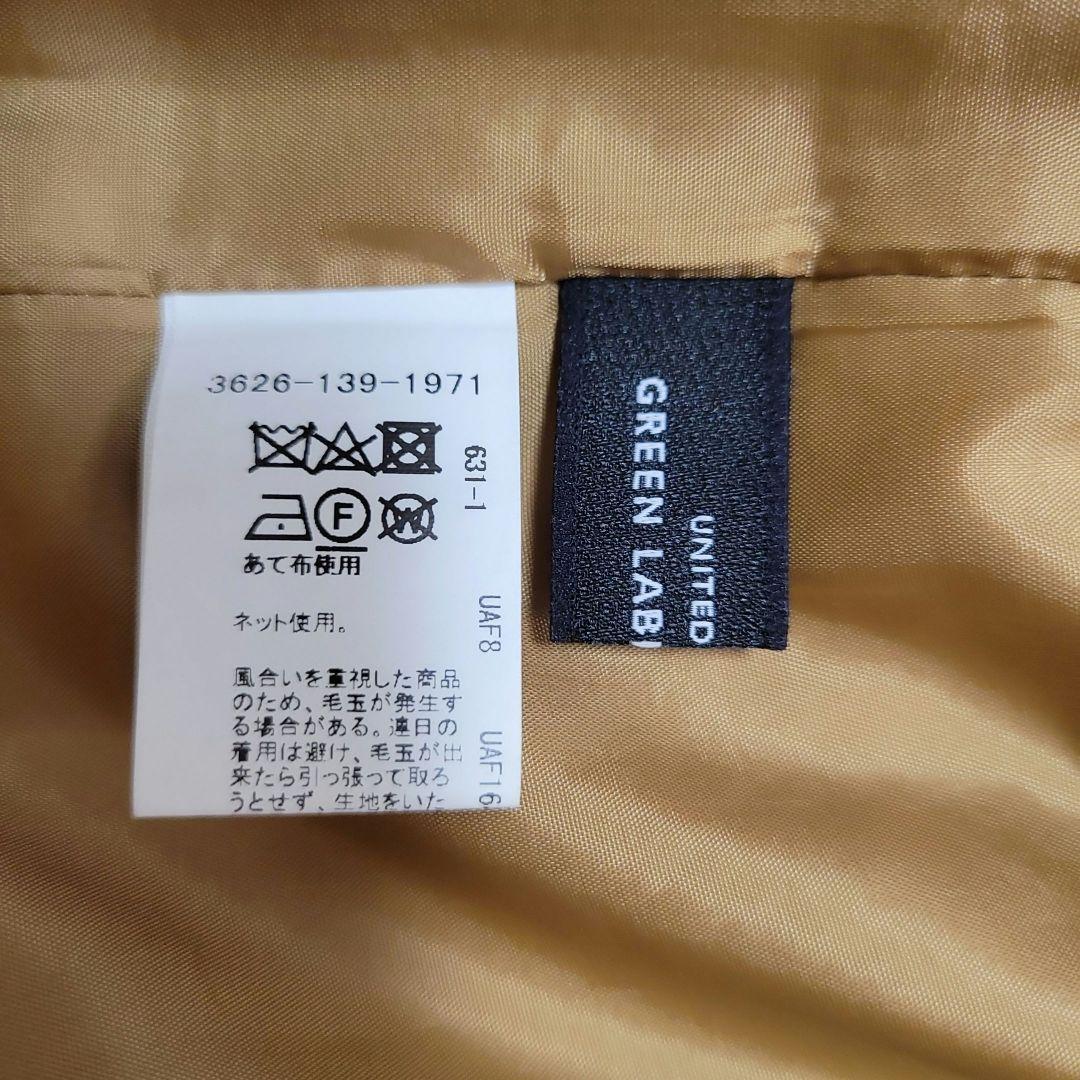 3626-139-1971
631-1
F
W
あて布使用
ネット使用。
風合いを重視した商品
のため、毛玉が発生す
る場合がある。連日の
着用は避け、毛玉が出
来たら引っ張って取ろ
うとせず、生地をいた
UAF8
UAF16
UNITED
GREEN LAB